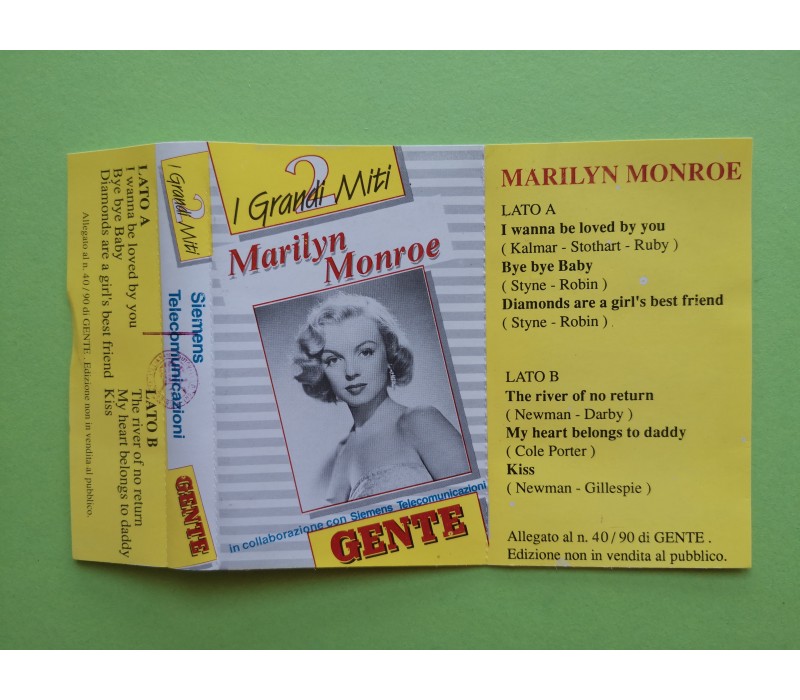 LATO A
I wanna be loved by you
Bye bye Baby
Diamonds are a girl's best friend
LATO B
The river of no return
My heart belongs to daddy
Kiss
Allegato al n. 40/90 di GENTE . Edizione non in vendita al pubblico.
2
I Grandi Miti
Siemens
Telecomunicazioni
GENTE
2
I Grandi Miti
Marilyn
Monroe
in collaborazione con Siemens Telecomunicazioni
GENTE
MARILYN MONROE
LATO A
I wanna be loved by you
( Kalmar - Stothart - Ruby )
Bye bye Baby
( Styne - Robin )
Diamonds are a girl's best friend
( Styne - Robin )
LATO B
The river of no return
( Newman - Darby )
My heart belongs to daddy
( Cole Porter )
Kiss
( Newman - Gillespie )
Allegato al n. 40/90 di GENTE .
Edizione non in vendita al pubblico.